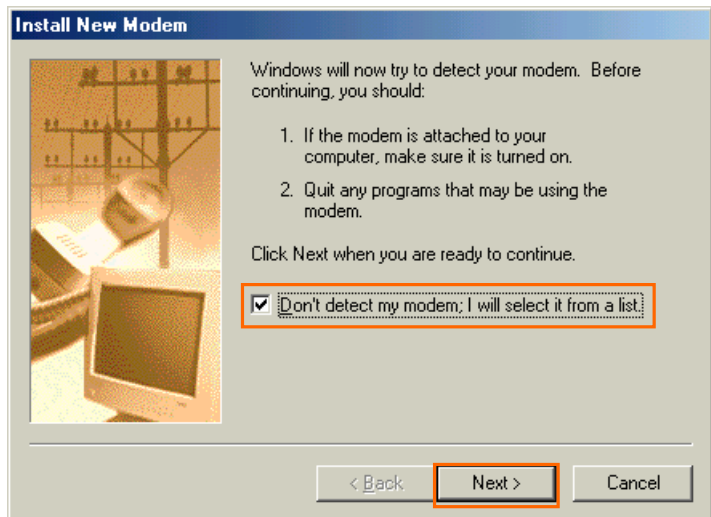 Install New Modem
Windows will now try to detect your modem. Before
continuing, you should:
1. If the modem is attached to your
computer, make sure it is turned on.
2. Quit any programs that may be using the
modem.
Click Next when you are ready to continue.
Don't detect my modem; I will select it from a list.
< Back
Next >
Cancel